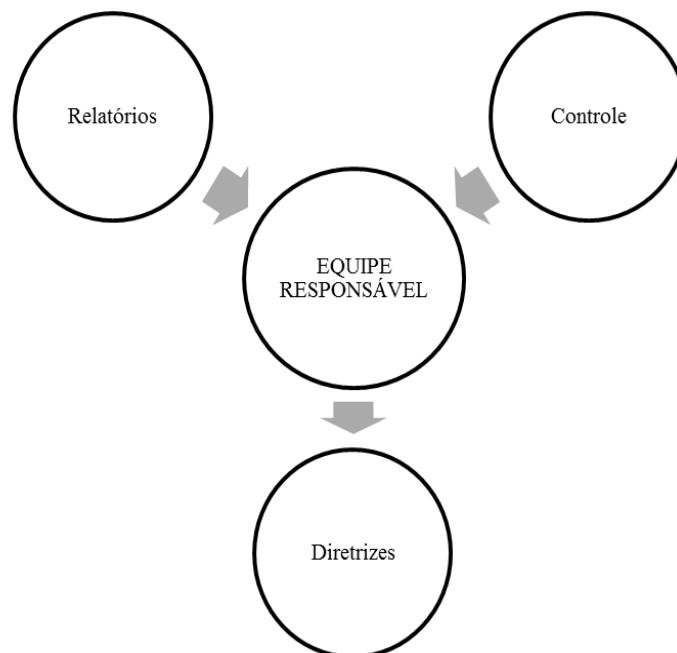 Relatórios
Controle
EQUIPE
RESPONSÁVEL
Diretrizes